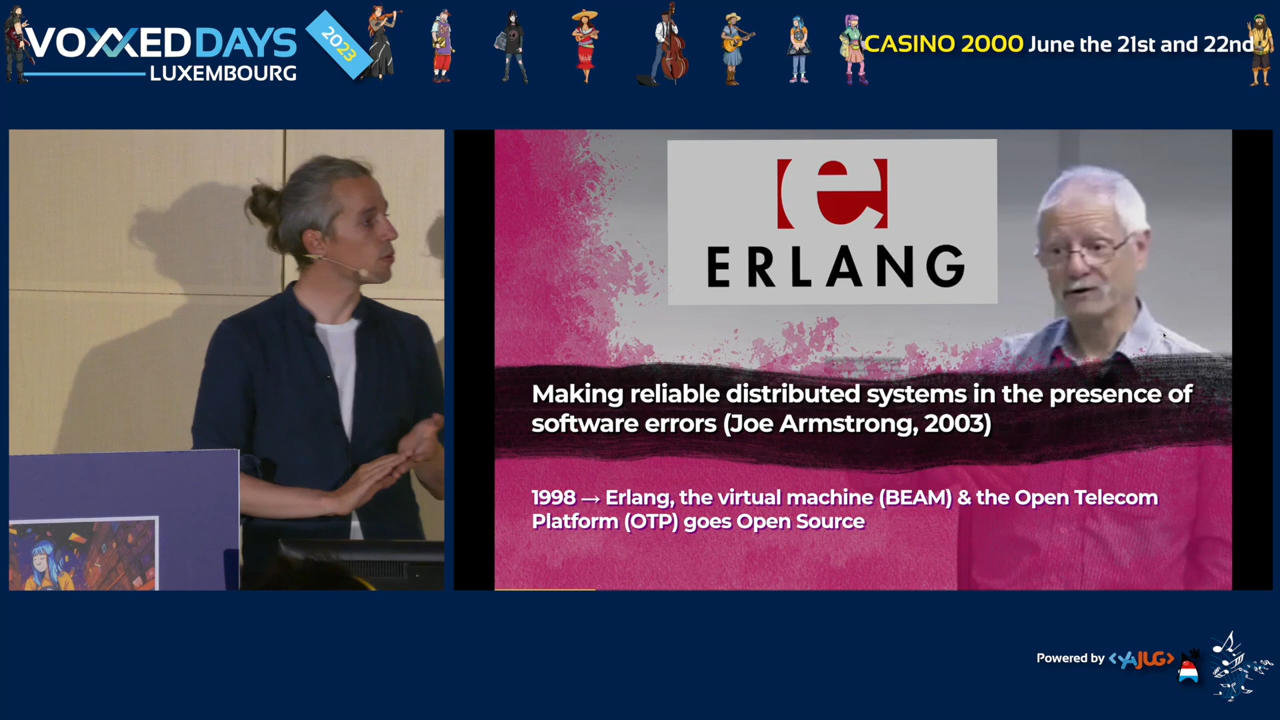 VOXXED DAYS
LUXEMBOURG
2023
CASINO 2000 June the 21st and 22nd
e
ERLANG
Making reliable distributed systems in the presence of
software errors (Joe Armstrong, 2003)
1998 → Erlang, the virtual machine (BEAM) & the Open Telecom
Platform (OTP) goes Open Source
Powered by <YAJUG>